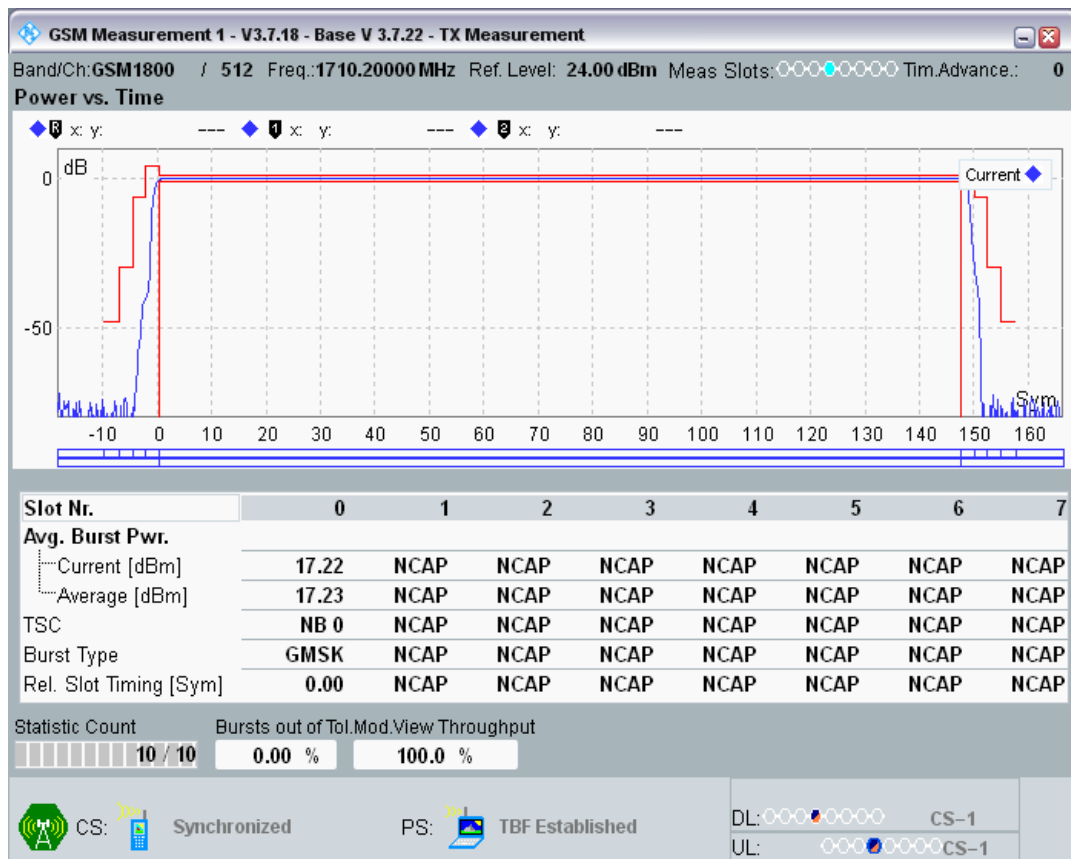 GSM Measurement 1 - V3.7.18 - Base V 3.7.22 - TX Measurement
Band/Ch:GSM1800 / 512 Freq.:1710.20000 MHz Ref. Level: 24.00 dBm Meas Slots: Tim.Advance.: 0
Power vs. Time
R x: y: --- 1 x: y: --- 2 x: y: ---
dB
Current
0
-50
Sym
-10 0 10 20 30 40 50 60 70 80 90 100 110 120 130 140 150 160
Slot Nr. 0 1 2 3 4 5 6 7
Avg. Burst Pwr.
Current [dBm] 17.22 NCAP NCAP NCAP NCAP NCAP NCAP NCAP
Average [dBm] 17.23 NCAP NCAP NCAP NCAP NCAP NCAP NCAP
TSC NB 0 NCAP NCAP NCAP NCAP NCAP NCAP NCAP
Burst Type GMSK NCAP NCAP NCAP NCAP NCAP NCAP NCAP
Rel. Slot Timing [Sym] 0.00 NCAP NCAP NCAP NCAP NCAP NCAP NCAP
Statistic Count Bursts out of Tol.Mod.View Throughput
10 / 10 0.00 % 100.0 %
CS: Synchronized PS: TBF Established
DL: CS-1
UL: CS-1